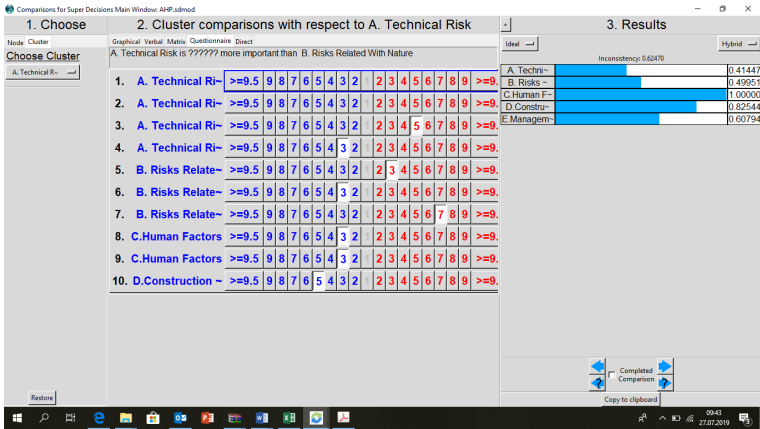 Comparisons for Super Decisions Main Window: AHP.sdmod
1. Choose
2. Cluster comparisons with respect to A. Technical Risk
+
3. Results
Node Cluster
Graphical Verbal Matrix Questionnaire Direct
Ideal
Hybrid
Choose Cluster
A. Technical Risk is ?????? more important than B. Risks Related With Nature
A. Technical R~
Inconsistency: 0.62470
A. Techni~ 0.41447
B. Risks ~ 0.49951
C.Human F~ 1.00000
D.Constru~ 0.82544
E.Managem~ 0.60794
1. A. Technical Ri~ >=9.5 9 8 7 6 5 4 3 2 1 2 3 4 5 6 7 8 9 >=9.
2. A. Technical Ri~ >=9.5 9 8 7 6 5 4 3 2 1 2 3 4 5 6 7 8 9 >=9.
3. A. Technical Ri~ >=9.5 9 8 7 6 5 4 3 2 1 2 3 4 5 6 7 8 9 >=9.
4. A. Technical Ri~ >=9.5 9 8 7 6 5 4 3 2 1 2 3 4 5 6 7 8 9 >=9.
5. B. Risks Relate~ >=9.5 9 8 7 6 5 4 3 2 1 2 3 4 5 6 7 8 9 >=9.
6. B. Risks Relate~ >=9.5 9 8 7 6 5 4 3 2 1 2 3 4 5 6 7 8 9 >=9.
7. B. Risks Relate~ >=9.5 9 8 7 6 5 4 3 2 1 2 3 4 5 6 7 8 9 >=9.
8. C.Human Factors >=9.5 9 8 7 6 5 4 3 2 1 2 3 4 5 6 7 8 9 >=9.
9. C.Human Factors >=9.5 9 8 7 6 5 4 3 2 1 2 3 4 5 6 7 8 9 >=9.
10. D.Construction ~ >=9.5 9 8 7 6 5 4 3 2 1 2 3 4 5 6 7 8 9 >=9.
Completed
Comparison
Restore
Copy to clipboard
09:43
27.07.2019